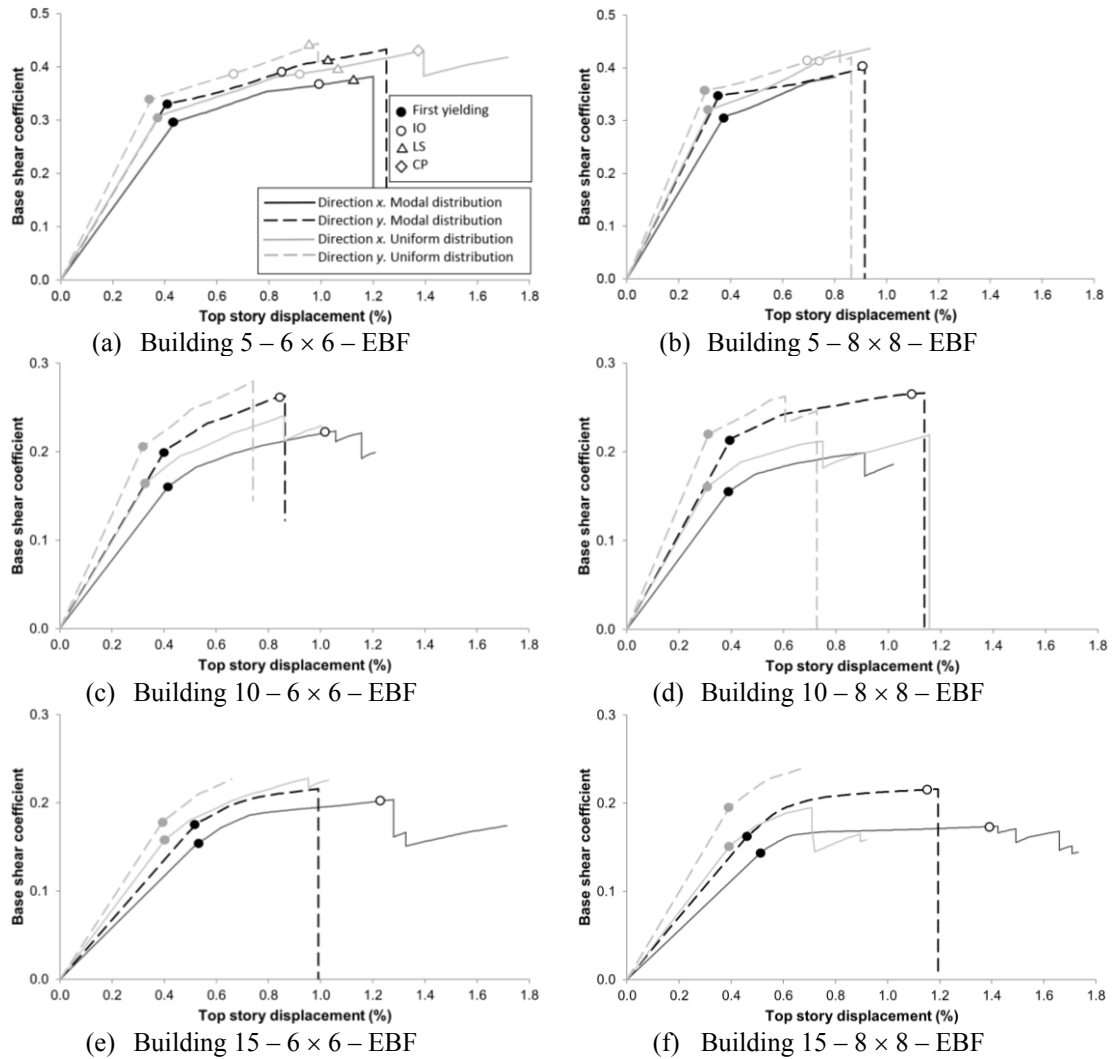 0.5
0.4
0.3
0.2
0.1
0.0
Base shear coefficient
First yielding
IO
LS
CP
Direction x. Modal distribution
Direction y. Modal distribution
Direction x. Uniform distribution
Direction y. Uniform distribution
0.0 0.2 0.4 0.6 0.8 1.0 1.2 1.4 1.6 1.8
Top story displacement (%)
(a) Building 5 – 6 × 6 – EBF
0.5
0.4
0.3
0.2
0.1
0.0
Base shear coefficient
0.0 0.2 0.4 0.6 0.8 1.0 1.2 1.4 1.6 1.8
Top story displacement (%)
(b) Building 5 – 8 × 8 – EBF
0.3
0.2
0.1
0.0
Base shear coefficient
0.0 0.2 0.4 0.6 0.8 1.0 1.2 1.4 1.6 1.8
Top story displacement (%)
(c) Building 10 – 6 × 6 – EBF
0.3
0.2
0.1
0.0
Base shear coefficient
0.0 0.2 0.4 0.6 0.8 1.0 1.2 1.4 1.6 1.8
Top story displacement (%)
(d) Building 10 – 8 × 8 – EBF
0.3
0.2
0.1
0.0
Base shear coefficient
0.0 0.2 0.4 0.6 0.8 1.0 1.2 1.4 1.6 1.8
Top story displacement (%)
(e) Building 15 – 6 × 6 – EBF
0.3
0.2
0.1
0.0
Base shear coefficient
0.0 0.2 0.4 0.6 0.8 1.0 1.2 1.4 1.6 1.8
Top story displacement (%)
(f) Building 15 – 8 × 8 – EBF